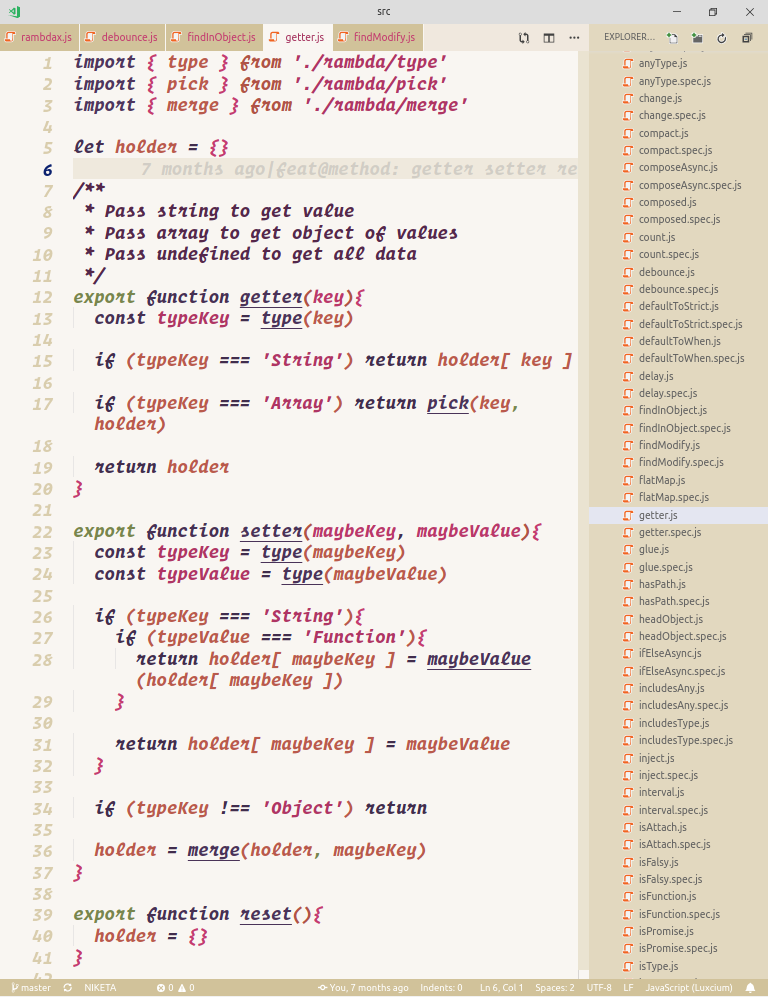 src
rambdax.js
debounce.js
findInObject.js
getter.js
findModify.js
1 import { type } from './rambda/type'
2 import { pick } from './rambda/pick'
3 import { merge } from './rambda/merge'
4
5 let holder = {}
6 7 months ago|feat@method: getter setter re
7 /**
8 * Pass string to get value
9 * Pass array to get object of values
10 * Pass undefined to get all data
11 */
12 export function getter(key){
13 const typeKey = type(key)
14
15 if (typeKey === 'String') return holder[ key ]
16
17 if (typeKey === 'Array') return pick(key,
holder)
18
19 return holder
20 }
21
22 export function setter(maybeKey, maybeValue){
23 const typeKey = type(maybeKey)
24 const typeValue = type(maybeValue)
25
26 if (typeKey === 'String'){
27 if (typeValue === 'Function'){
28 return holder[ maybeKey ] = maybeValue
(holder[ maybeKey ])
29 }
30
31 return holder[ maybeKey ] = maybeValue
32 }
33
34 if (typeKey !== 'Object') return
35
36 holder = merge(holder, maybeKey)
37 }
38
39 export function reset(){
40 holder = {}
41 }
42
EXPLORER...
anyType.js
anyType.spec.js
change.js
change.spec.js
compact.js
compact.spec.js
composeAsync.js
composeAsync.spec.js
composed.js
composed.spec.js
count.js
count.spec.js
debounce.js
debounce.spec.js
defaultToStrict.js
defaultToStrict.spec.js
defaultToWhen.js
defaultToWhen.spec.js
delay.js
delay.spec.js
findInObject.js
findInObject.spec.js
findModify.js
findModify.spec.js
flatMap.js
flatMap.spec.js
getter.js
getter.spec.js
glue.js
glue.spec.js
hasPath.js
hasPath.spec.js
headObject.js
headObject.spec.js
ifElseAsync.js
ifElseAsync.spec.js
includesAny.js
includesAny.spec.js
includesType.js
includesType.spec.js
inject.js
inject.spec.js
interval.js
interval.spec.js
isAttach.js
isAttach.spec.js
isFalsy.js
isFalsy.spec.js
isFunction.js
isFunction.spec.js
isPromise.js
isPromise.spec.js
isType.js
master NIKETA 0 0 You, 7 months ago Indents: 0 Ln 6, Col 1 Spaces: 2 UTF-8 LF JavaScript (Luxcium)